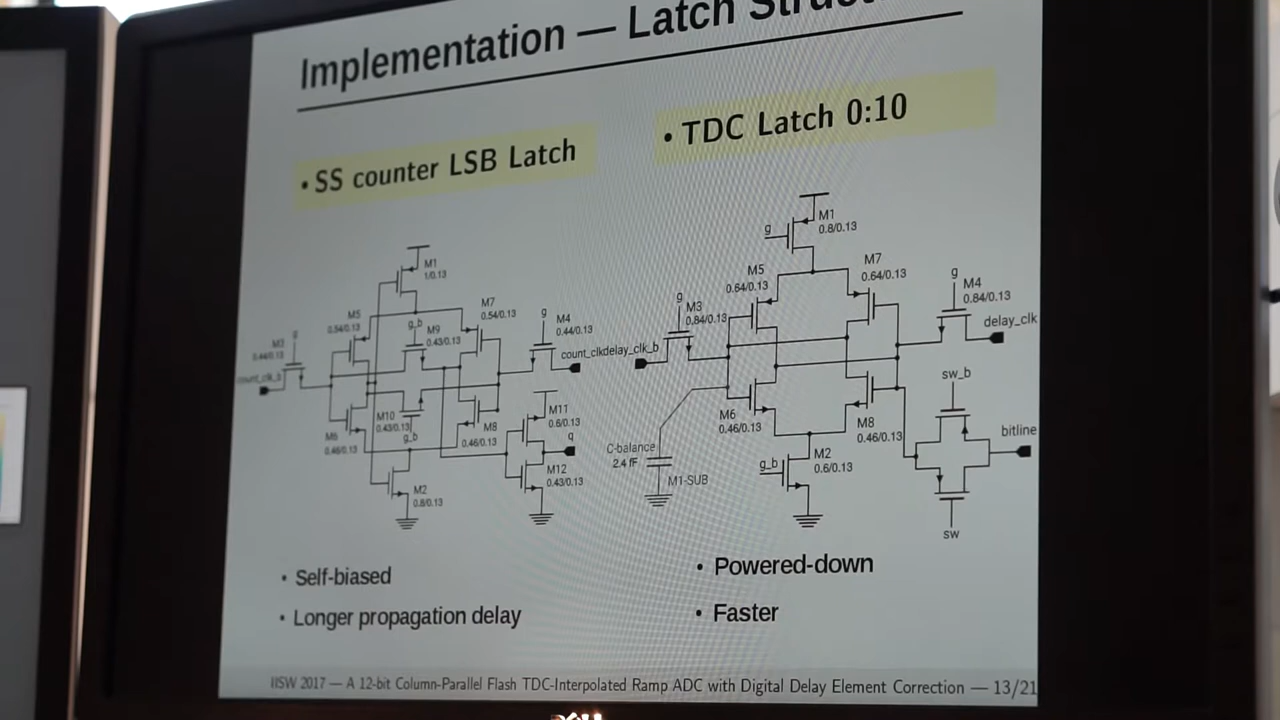 Implementation — Latch
• SS counter LSB Latch
• TDC Latch 0:10
M1
1/0.13
M5
0.54/0.13
g_b
M9
0.43/0.13
M7
0.54/0.13
g
M4
0.44/0.13
g
M3
0.44/0.13
count_clk_b
count_clk
M10
0.43/0.13
g_b
M6
0.46/0.13
M8
0.46/0.13
M11
0.6/0.13
q
M12
0.43/0.13
M2
0.8/0.13
g
M1
0.8/0.13
M5
0.64/0.13
M7
0.64/0.13
g
M3
0.84/0.13
g
M4
0.84/0.13
delay_clk
delay_clk_b
sw_b
M6
0.46/0.13
M8
0.46/0.13
bitline
C-balance
2.4 fF
M1-SUB
g_b
M2
0.6/0.13
sw
• Self-biased
• Longer propagation delay
• Powered-down
• Faster
IISW 2017 — A 12-bit Column-Parallel Flash TDC-Interpolated Ramp ADC with Digital Delay Element Correction — 13/21